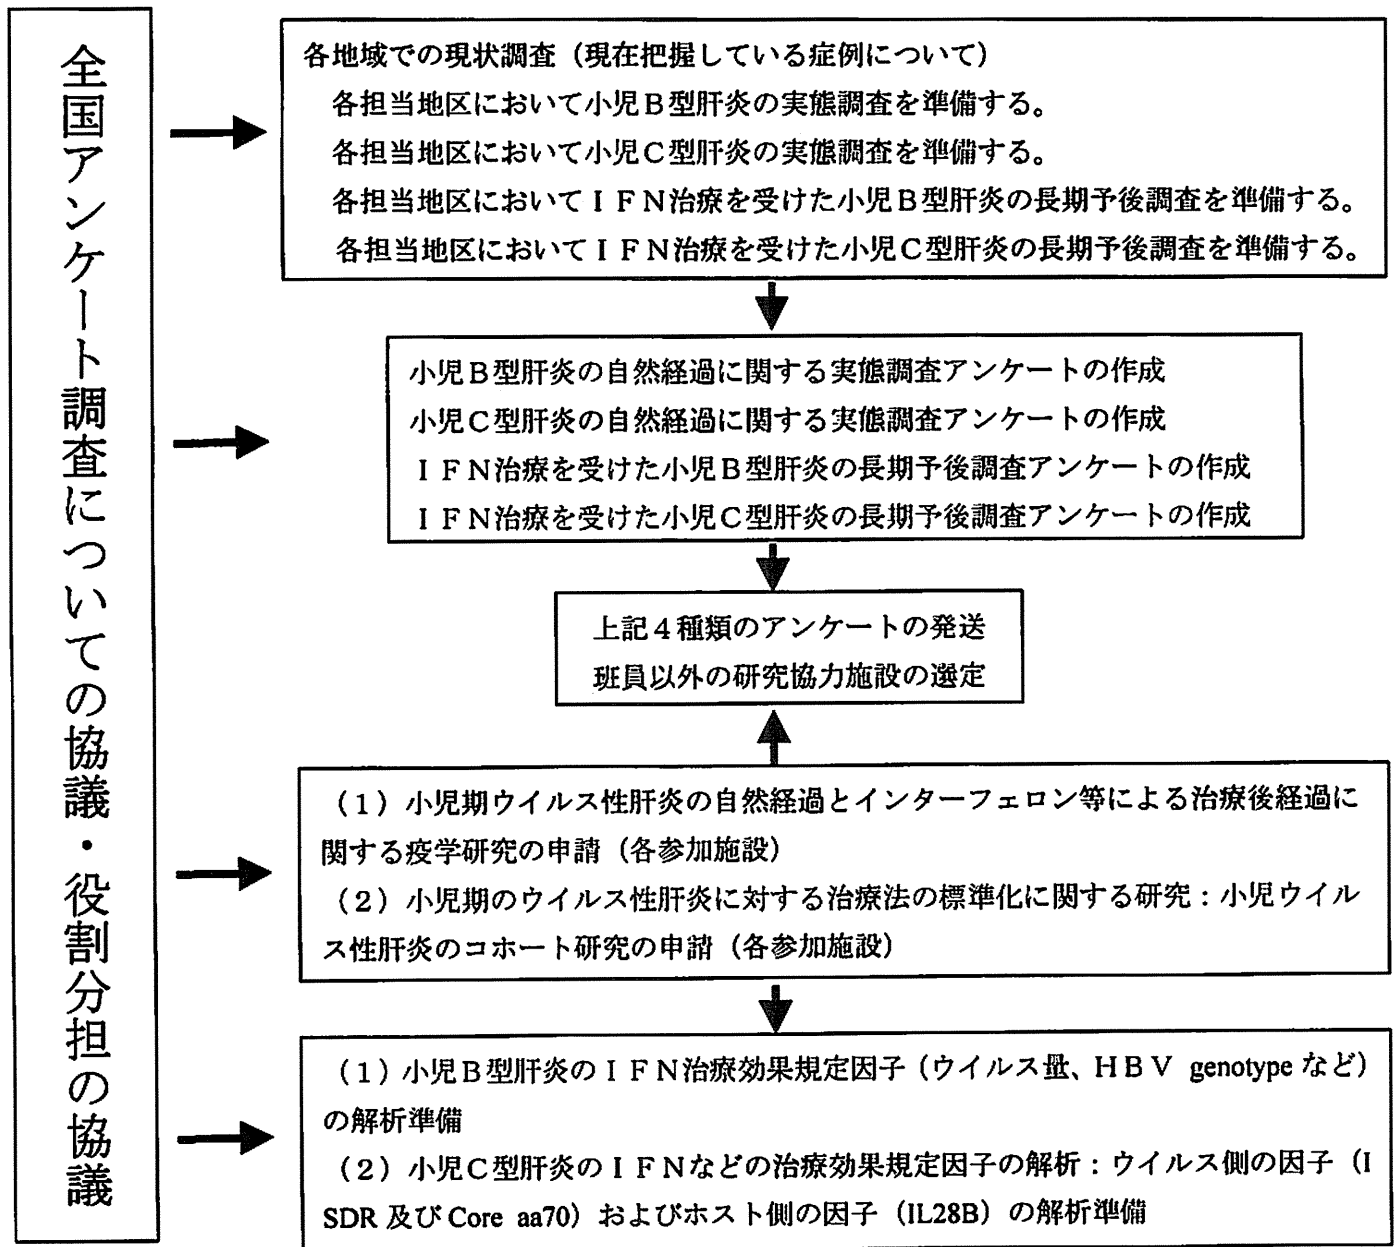 全国アンケート調査についての協議・役割分担の協議
各地域での現状調査(現在把握している症例について)
各担当地区において小児B型肝炎の実態調査を準備する。
各担当地区において小児C型肝炎の実態調査を準備する。
各担当地区においてIFN治療を受けた小児B型肝炎の長期予後調査を準備する。
各担当地区においてIFN治療を受けた小児C型肝炎の長期予後調査を準備する。
小児B型肝炎の自然経過に関する実態調査アンケートの作成
小児C型肝炎の自然経過に関する実態調査アンケートの作成
IFN治療を受けた小児B型肝炎の長期予後調査アンケートの作成
IFN治療を受けた小児C型肝炎の長期予後調査アンケートの作成
上記4種類のアンケートの発送
班員以外の研究協力施設の選定
(1)小児期ウイルス性肝炎の自然経過とインターフェロン等による治療後経過に
関する疫学研究の申請(各参加施設)
(2)小児期のウイルス性肝炎に対する治療法の標準化に関する研究:小児ウイル
ス性肝炎のコホート研究の申請(各参加施設)
(1)小児B型肝炎のIFN治療効果規定因子(ウイルス量、HBV genotypeなど)
の解析準備
(2)小児C型肝炎のIFNなどの治療効果規定因子の解析:ウイルス側の因子(I
SDR及びCore aa70)およびホスト側の因子(IL28B)の解析準備